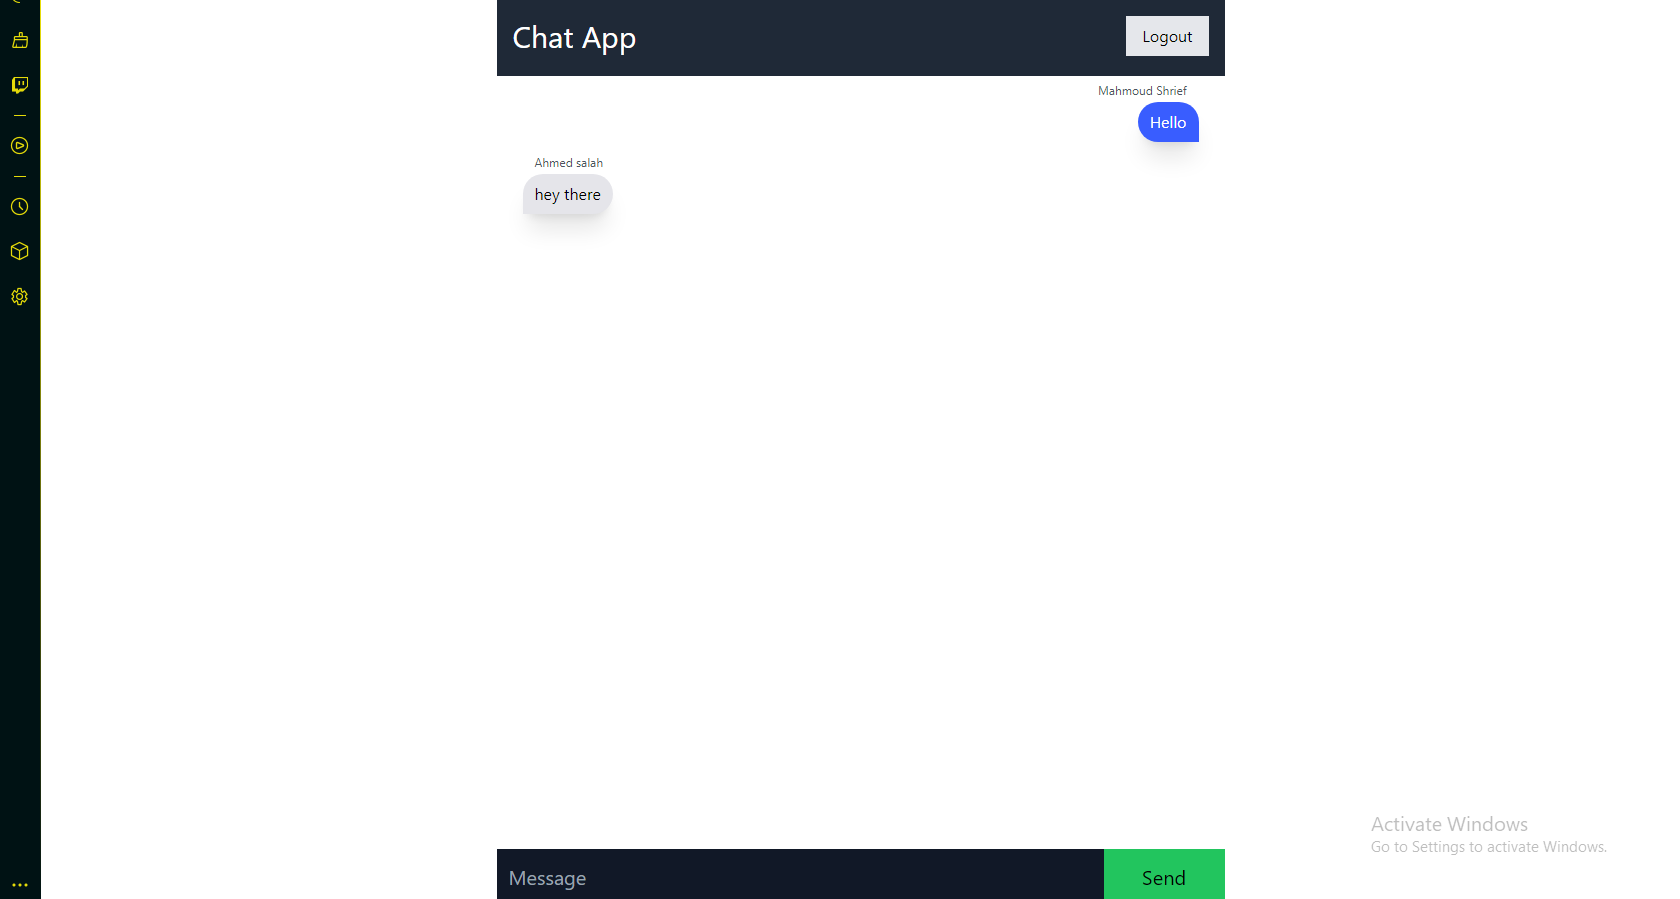 Chat App
Logout
Mahmoud Shrief
Hello
Ahmed salah
hey there
Activate Windows
Go to Settings to activate Windows.
Message
Send